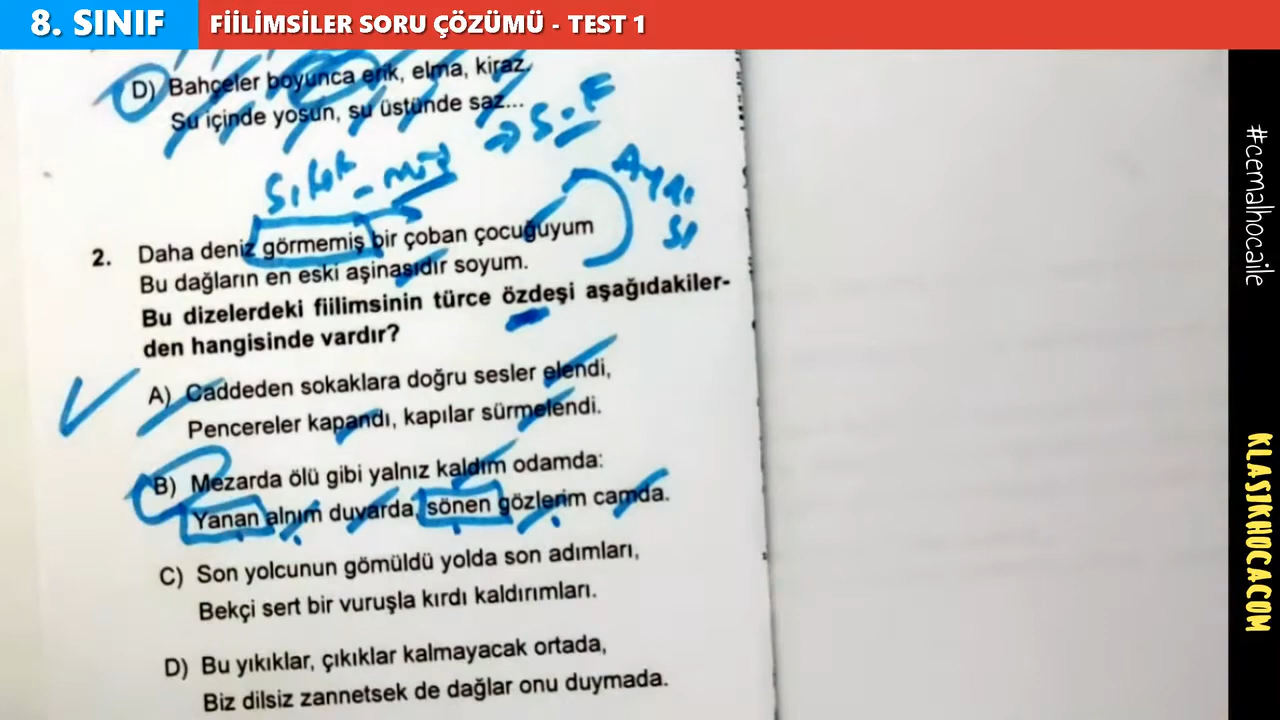 8. SINIF
FİİLİMSİLER SORU ÇÖZÜMÜ - TEST 1
D) Bahçeler boyunca erik, elma, kiraz.
Su içinde yosun, su üstünde saz...
→ S.F
Sıfat
-mış
Aynı
sı
2. Daha deniz görmemiş bir çoban çocuğuyum
Bu dağların en eski aşinasıdır soyum.
Bu dizelerdeki fiilimsinin türce özdeşi aşağıdakiler-
den hangisinde vardır?
A) Caddeden sokaklara doğru sesler elendi,
Pencereler kapandı, kapılar sürmelendi.
B) Mezarda ölü gibi yalnız kaldım odamda:
Yanan alnım duvarda, sönen gözlerim camda.
C) Son yolcunun gömüldü yolda son adımları,
Bekçi sert bir vuruşla kırdı kaldırımları.
D) Bu yıkıklar, çıkıklar kalmayacak ortada,
Biz dilsiz zannetsek de dağlar onu duymada.
#cemalhocaile
KLASIKHOCA.COM